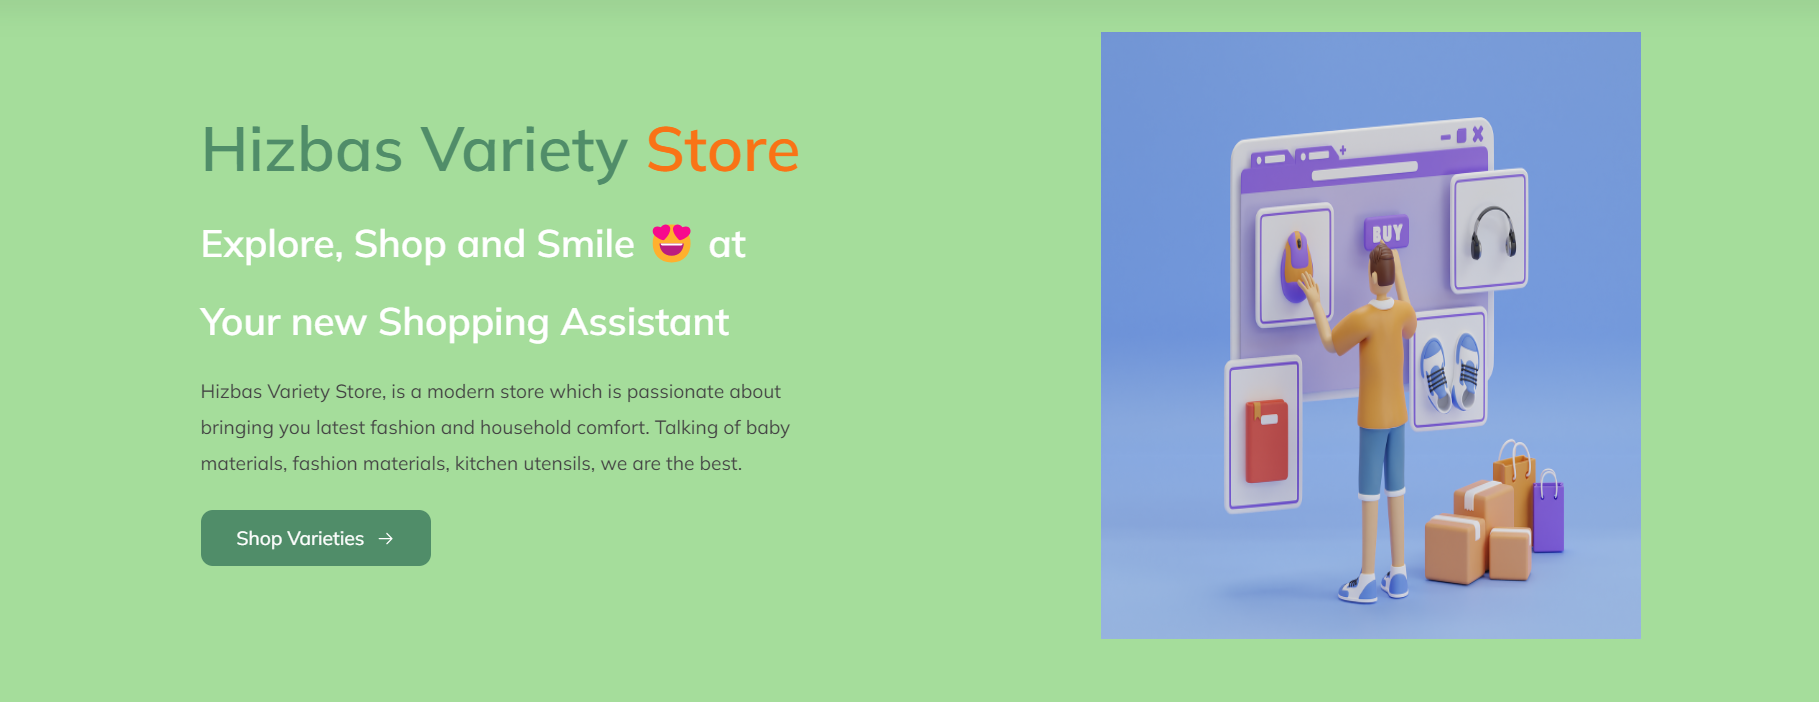 Hizbas Variety Store
Explore, Shop and Smile 😍 at
Your new Shopping Assistant
Hizbas Variety Store, is a modern store which is passionate about
bringing you latest fashion and household comfort. Talking of baby
materials, fashion materials, kitchen utensils, we are the best.
Shop Varieties →
BUY